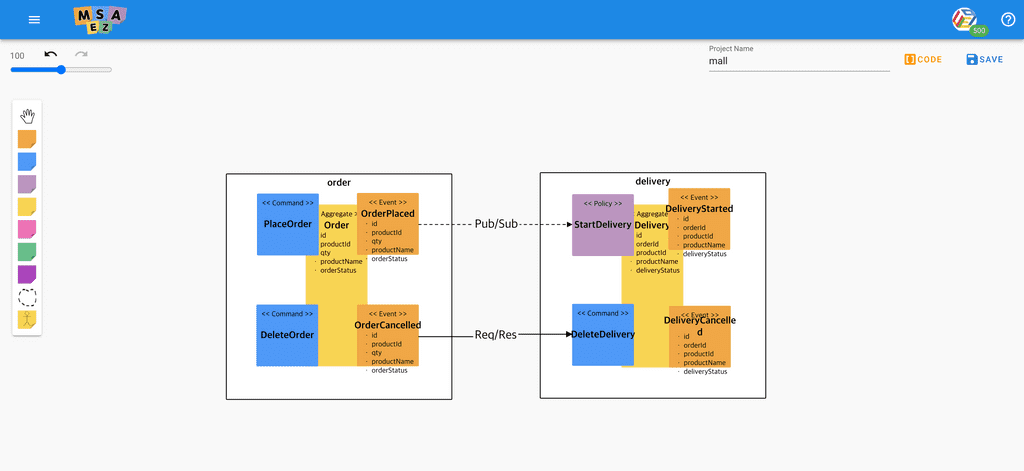 MSA
EZ
500
100
Project Name
mall
CODE
SAVE
order
<< Command >>
PlaceOrder
Aggregate >
Order
id
productId
qty
productName
orderStatus
<< Event >>
OrderPlaced
id
productId
qty
productName
orderStatus
<< Command >>
DeleteOrder
<< Event >>
OrderCancelled
id
productId
qty
productName
orderStatus
Pub/Sub
Req/Res
delivery
<< Policy >>
StartDelivery
Aggregate
Delivery
id
orderId
productId
productName
deliveryStatus
<< Event >>
DeliveryStarted
id
orderId
productId
productName
deliveryStatus
<< Command >>
DeleteDelivery
<< Event >>
DeliveryCancelle
d
id
orderId
productId
productName
deliveryStatus